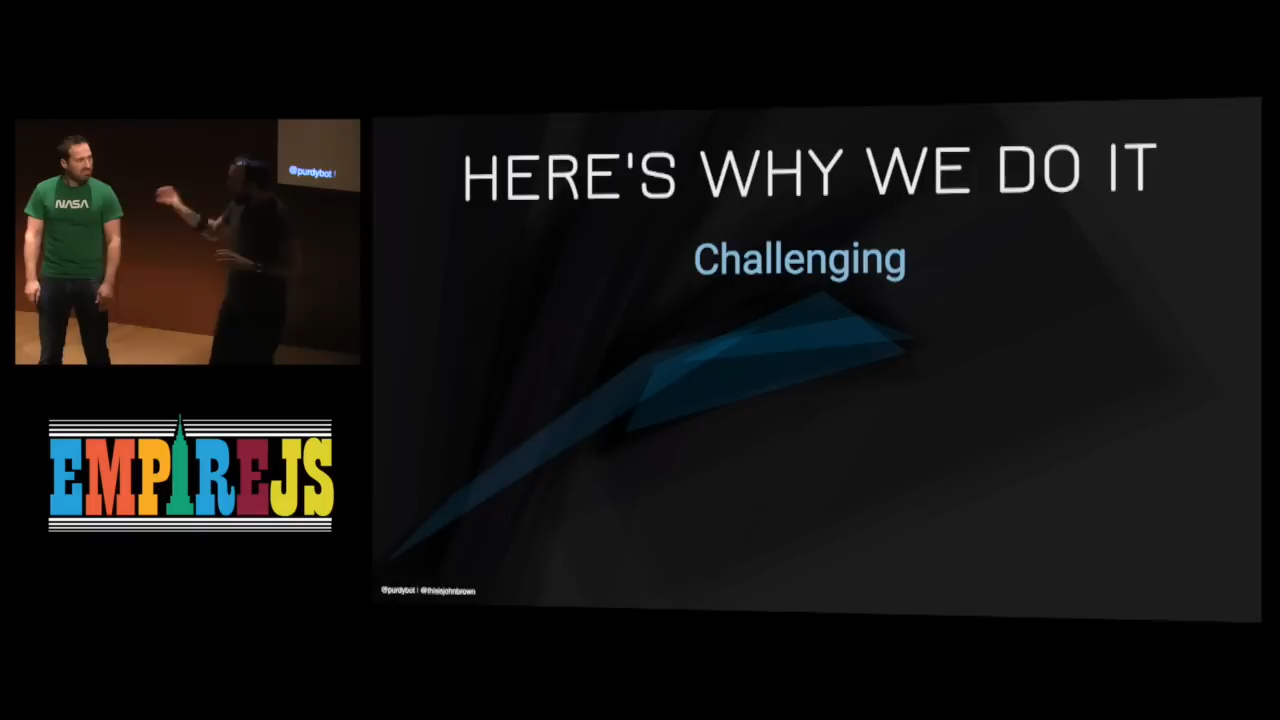 NASA
@purdybot |
HERE'S WHY WE DO IT
Challenging
EMPIREJS
@purdybot | @thisisjohnbrown